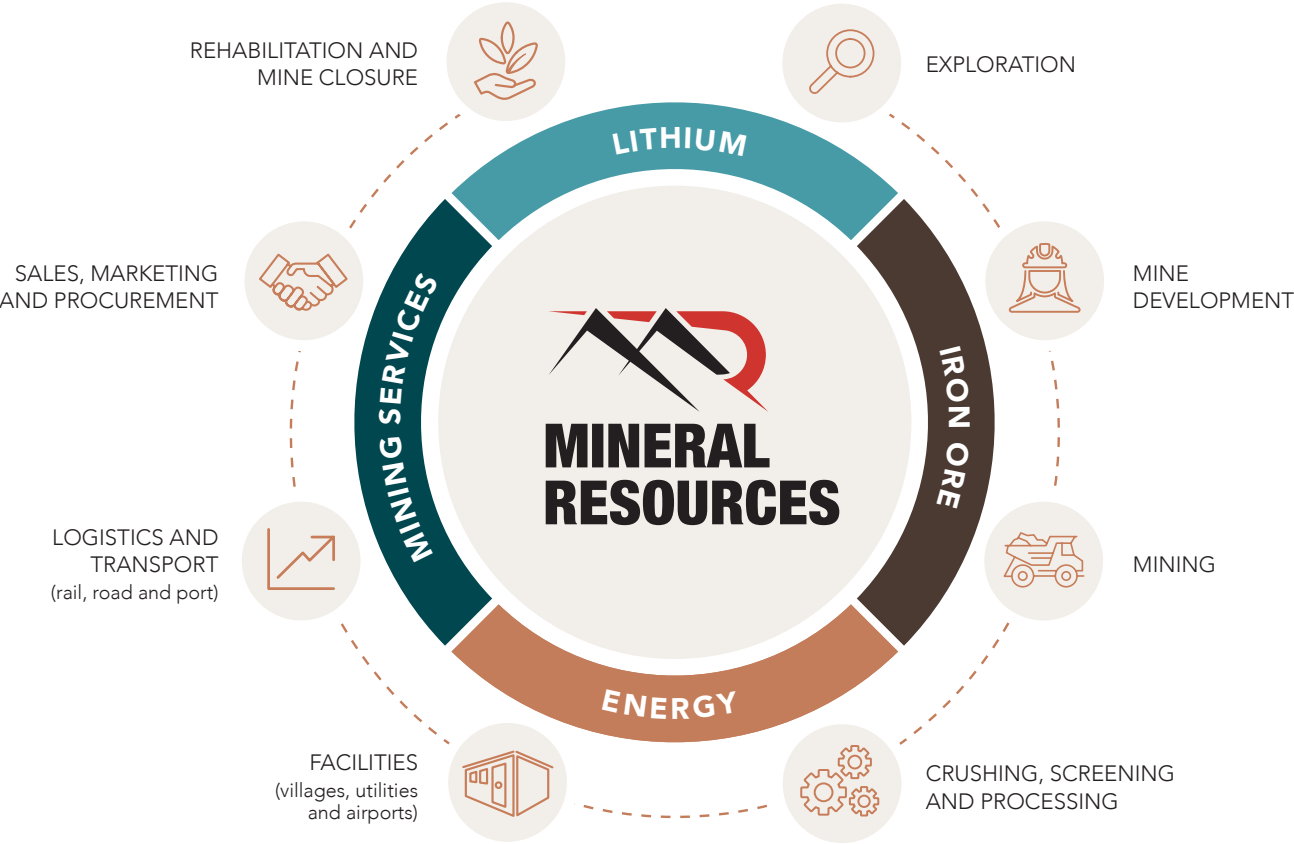 REHABILITATION AND
MINE CLOSURE
EXPLORATION
LITHIUM
SALES, MARKETING
AND PROCUREMENT
MINE
DEVELOPMENT
MINING SERVICES
IRON ORE
MINERAL
RESOURCES
LOGISTICS AND
TRANSPORT
(rail, road and port)
MINING
ENERGY
FACILITIES
(villages, utilities
and airports)
CRUSHING, SCREENING
AND PROCESSING